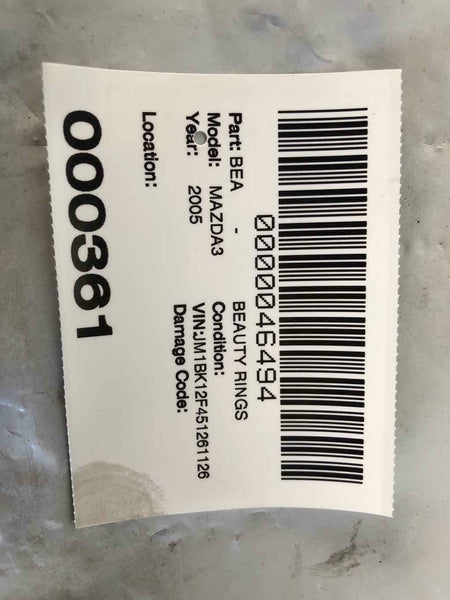 0000046494
Part: BEA - BEAUTY RINGS
Model: MAZDA3 Condition:
Year: 2005 VIN:JM1BK12F451261126
Damage Code:
Location:
000361